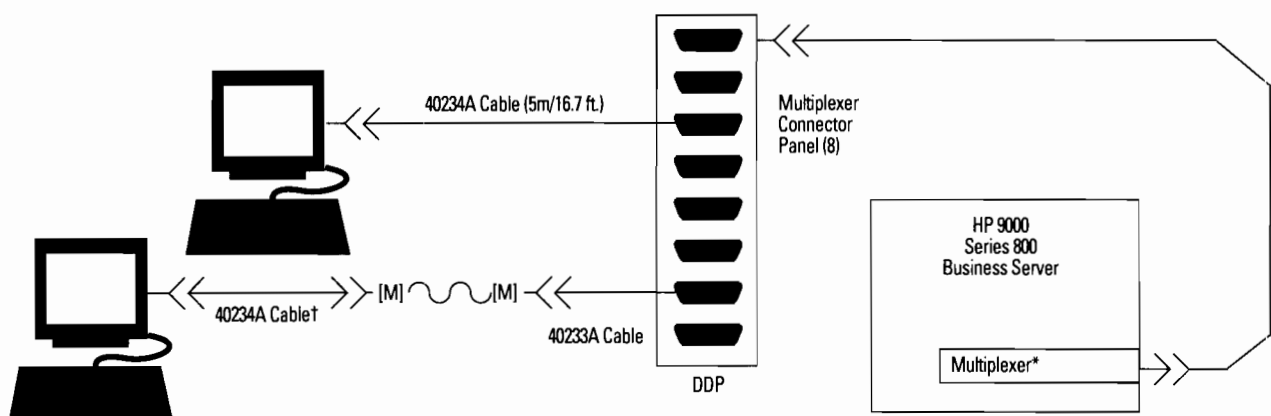 40234A Cable (5m/16.7 ft.)
Multiplexer
Connector
Panel (8)
HP 9000
Series 800
Business Server
[M]
[M]
40234A Cable†
40233A Cable
Multiplexer*
DDP